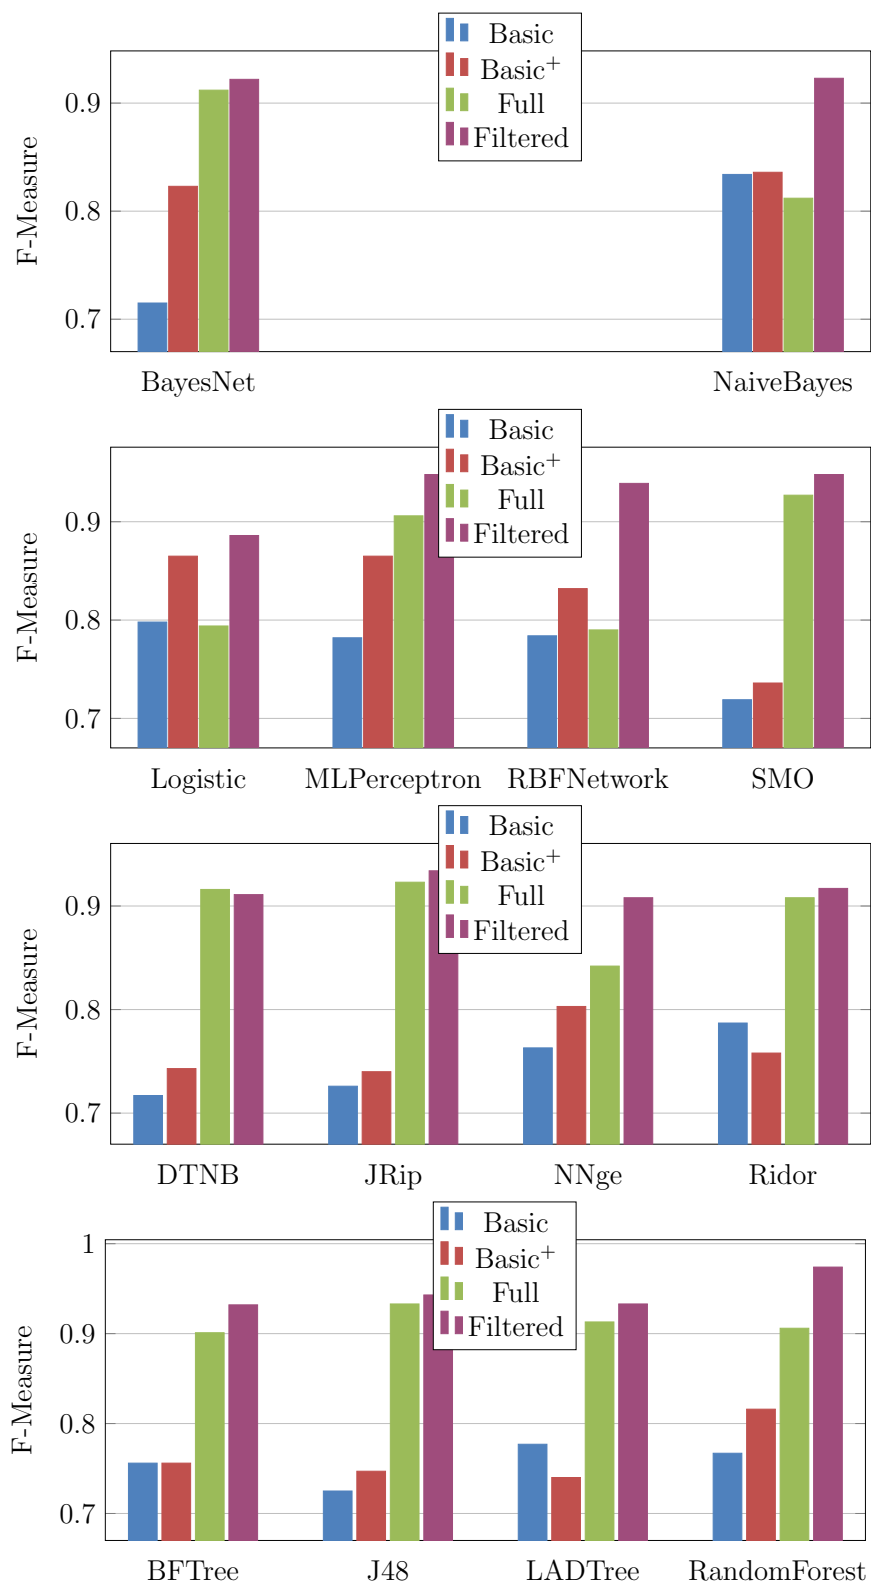 Basic
Basic⁺
Full
Filtered
F-Measure
0.9
0.8
0.7
BayesNet NaiveBayes
Basic
Basic⁺
Full
Filtered
F-Measure
0.9
0.8
0.7
Logistic MLPerceptron RBFNetwork SMO
Basic
Basic⁺
Full
Filtered
F-Measure
0.9
0.8
0.7
DTNB JRip NNge Ridor
Basic
Basic⁺
Full
Filtered
F-Measure
1
0.9
0.8
0.7
BFTree J48 LADTree RandomForest